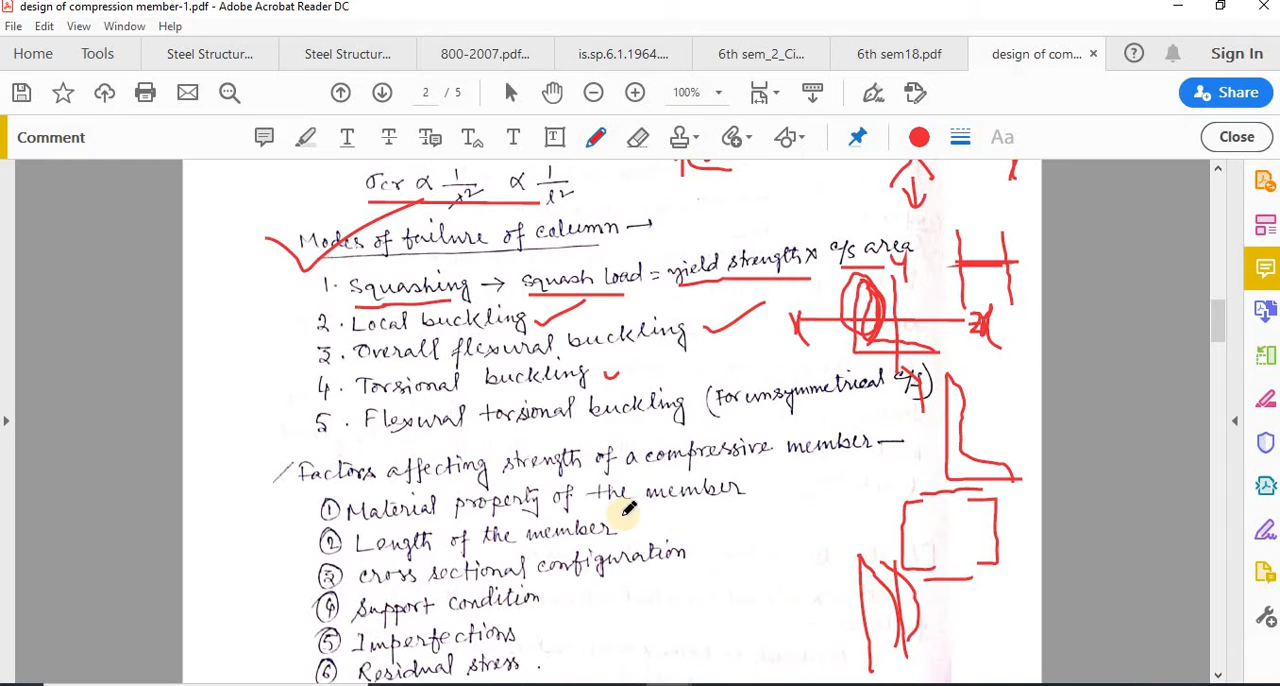 design of compression member-1.pdf - Adobe Acrobat Reader DC
File Edit View Window Help
Home Tools Steel Structur... Steel Structur... 800-2007.pdf... is.sp.6.1.1964.... 6th sem_2_Ci... 6th sem18.pdf design of com... × Sign In
2 / 5 100% Share
Comment Close
σcr ∝ 1/λ² ∝ 1/l²
Modes of failure of column →
1. Squashing → squash load = yield strength × c/s area
2. Local buckling
3. Overall flexural buckling
4. Torsional buckling
5. Flexural torsional buckling (For unsymmetrical c/s)
Factors affecting strength of a compressive member —
① Material property of the member
② Length of the member
③ cross sectional configuration
④ Support condition
⑤ Imperfections
⑥ Residual stress.